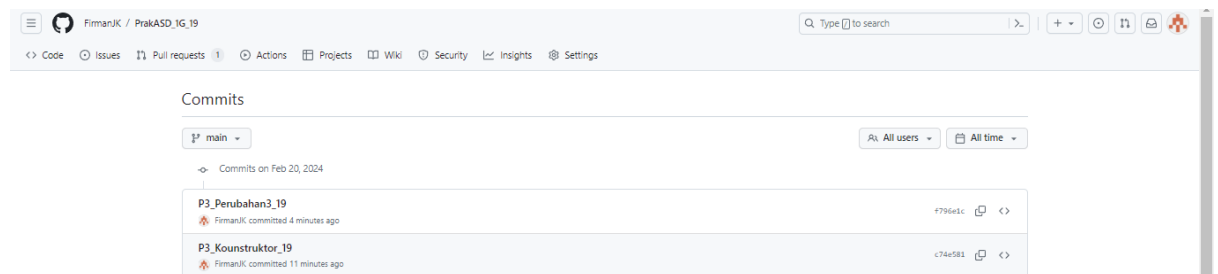 FirmanJK / PrakASD_1G_19
Type / to search
Code Issues Pull requests 1 Actions Projects Wiki Security Insights Settings
Commits
main All users All time
Commits on Feb 20, 2024
P3_Perubahan3_19
FirmanJK committed 4 minutes ago
f796e1c
P3_Kounstruktor_19
FirmanJK committed 11 minutes ago
c74e581